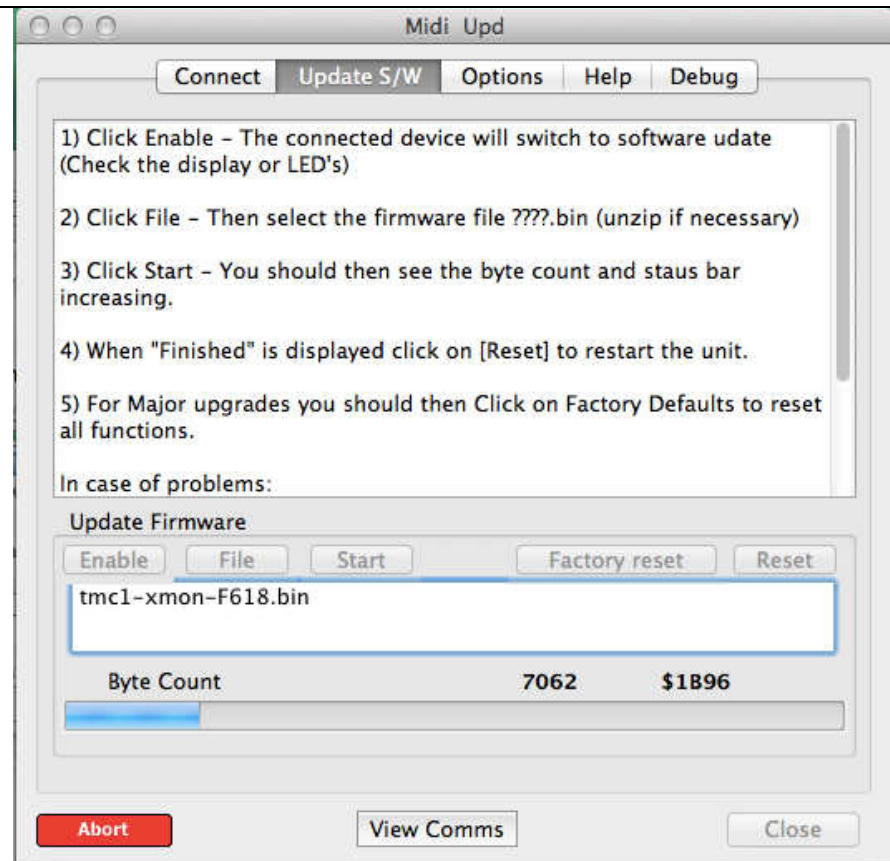 Midi Upd
Connect Update S/W Options Help Debug
1) Click Enable – The connected device will switch to software udate
(Check the display or LED's)
2) Click File – Then select the firmware file ????.bin (unzip if necessary)
3) Click Start – You should then see the byte count and staus bar
increasing.
4) When "Finished" is displayed click on [Reset] to restart the unit.
5) For Major upgrades you should then Click on Factory Defaults to reset
all functions.
In case of problems:
Update Firmware
Enable File Start Factory reset Reset
tmc1-xmon-F618.bin
Byte Count 7062 $1B96
Abort View Comms Close